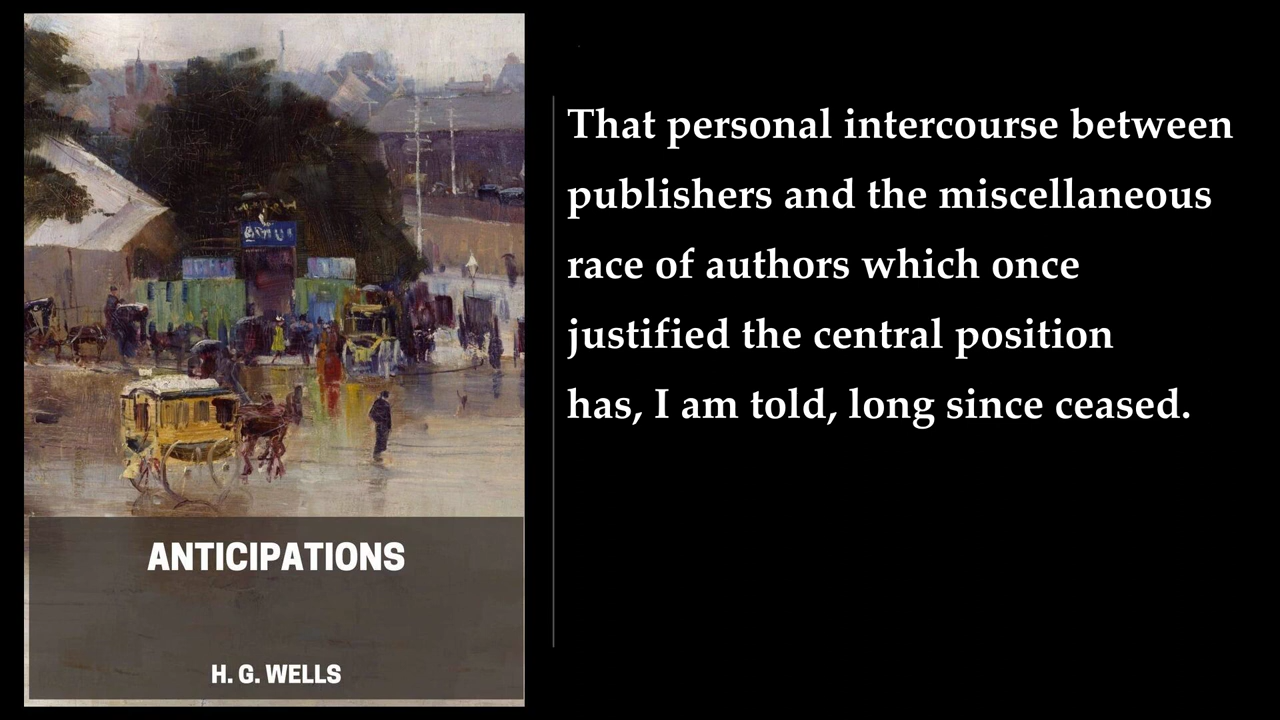 ANTICIPATIONS
H. G. WELLS
That personal intercourse between
publishers and the miscellaneous
race of authors which once
justified the central position
has, I am told, long since ceased.